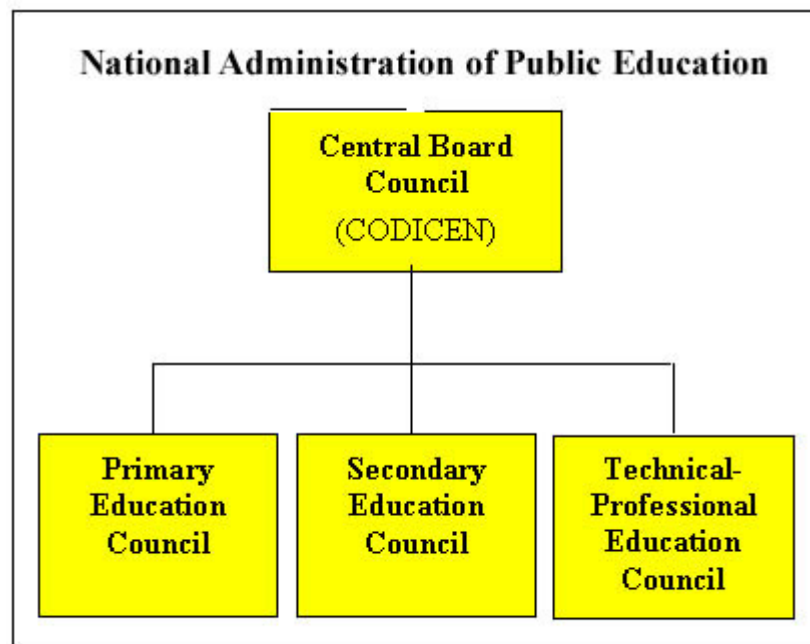 National Administration of Public Education
Central Board
Council
(CODICEN)
Primary
Education
Council
Secondary
Education
Council
Technical-
Professional
Education
Council